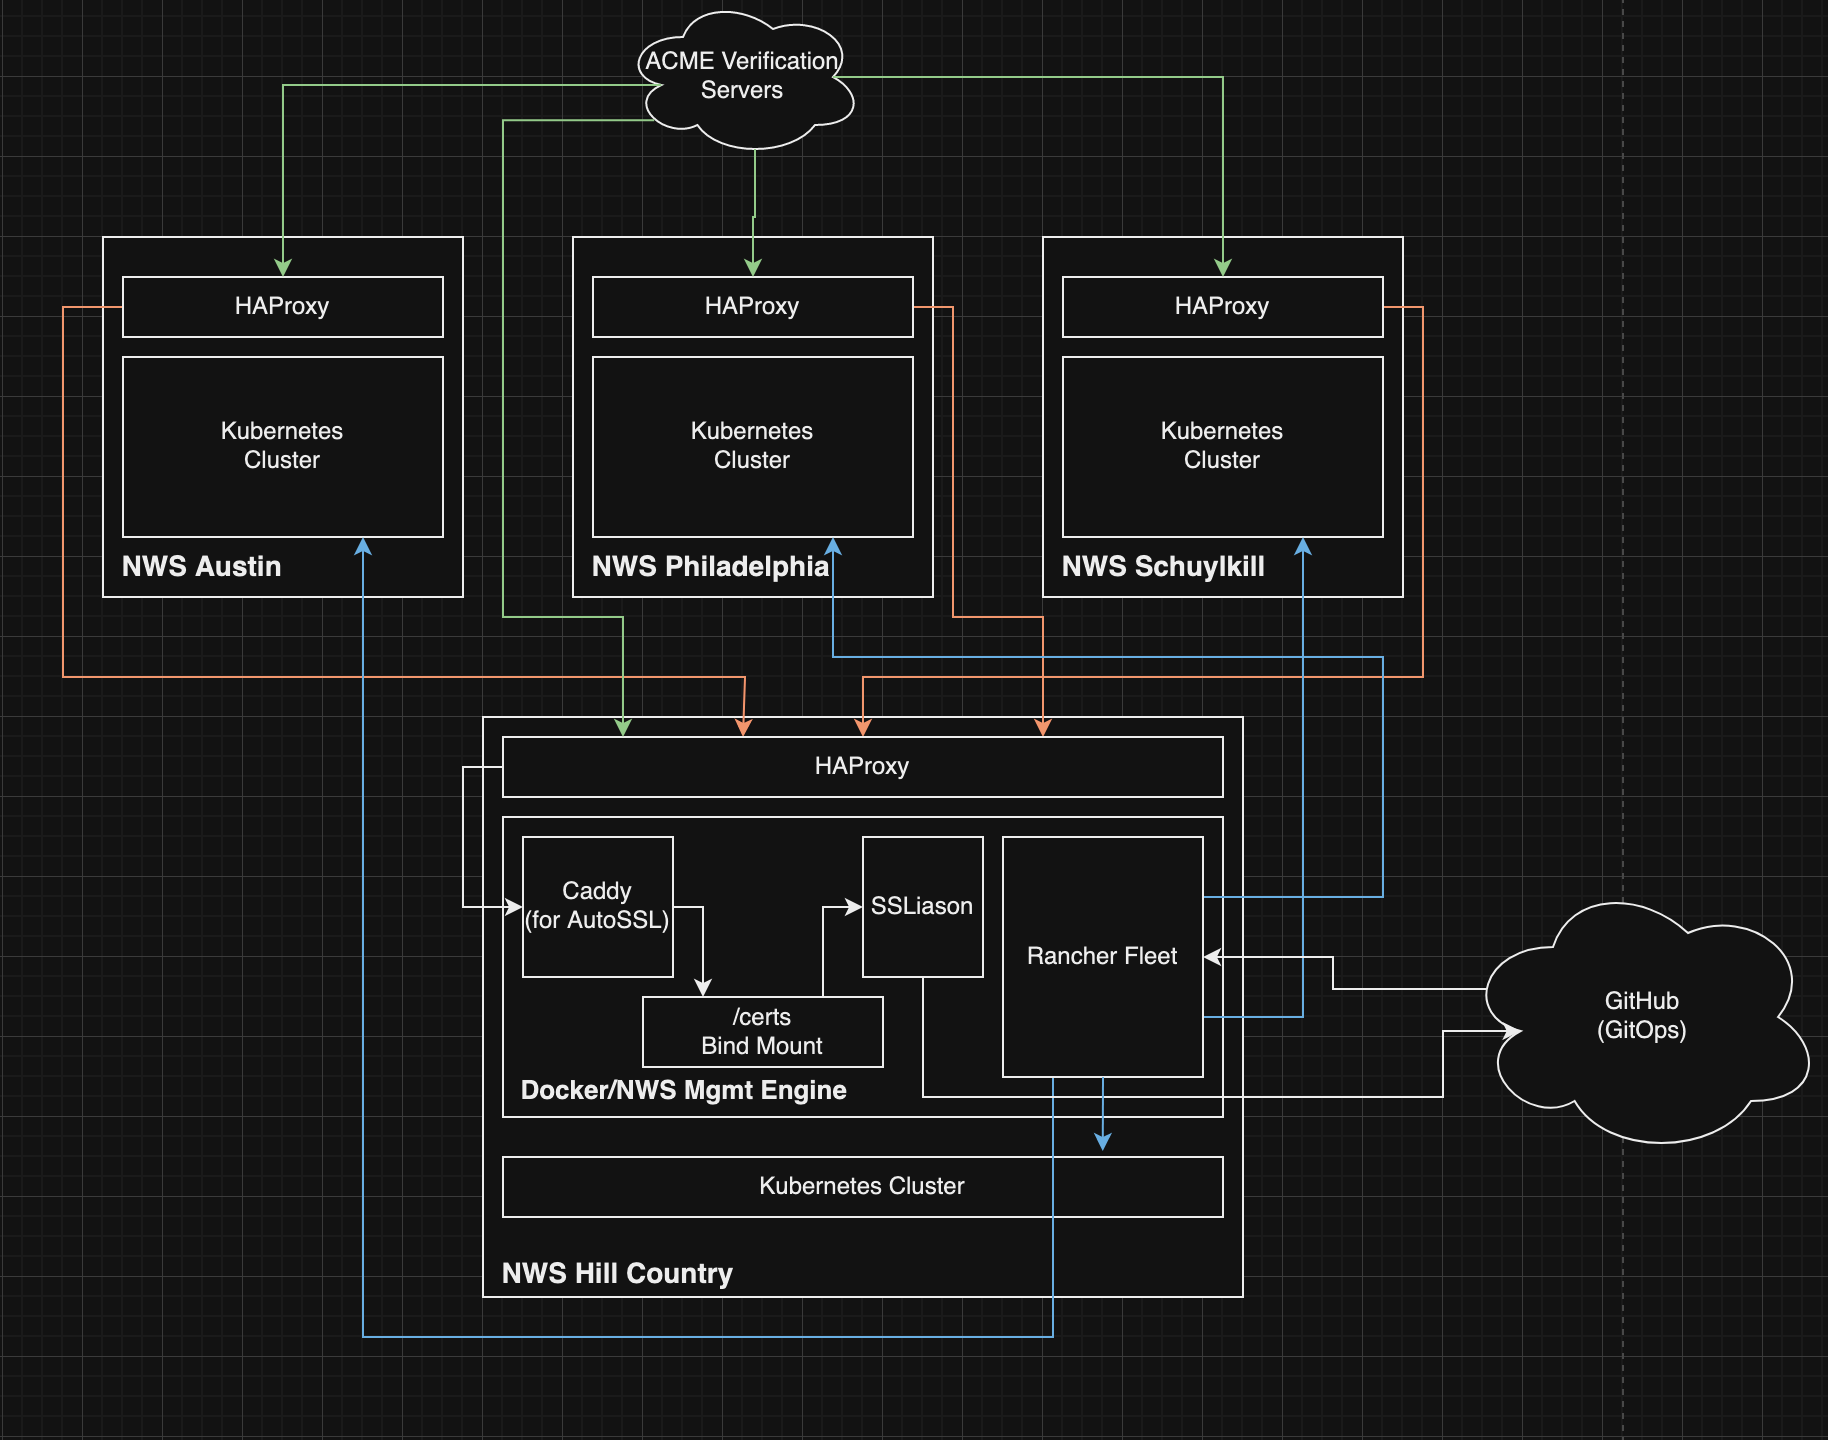 ACME Verification
Servers
HAProxy
Kubernetes
Cluster
NWS Austin
HAProxy
Kubernetes
Cluster
NWS Philadelphia
HAProxy
Kubernetes
Cluster
NWS Schuylkill
HAProxy
Caddy
(for AutoSSL)
SSLiason
Rancher Fleet
/certs
Bind Mount
Docker/NWS Mgmt Engine
Kubernetes Cluster
NWS Hill Country
GitHub
(GitOps)